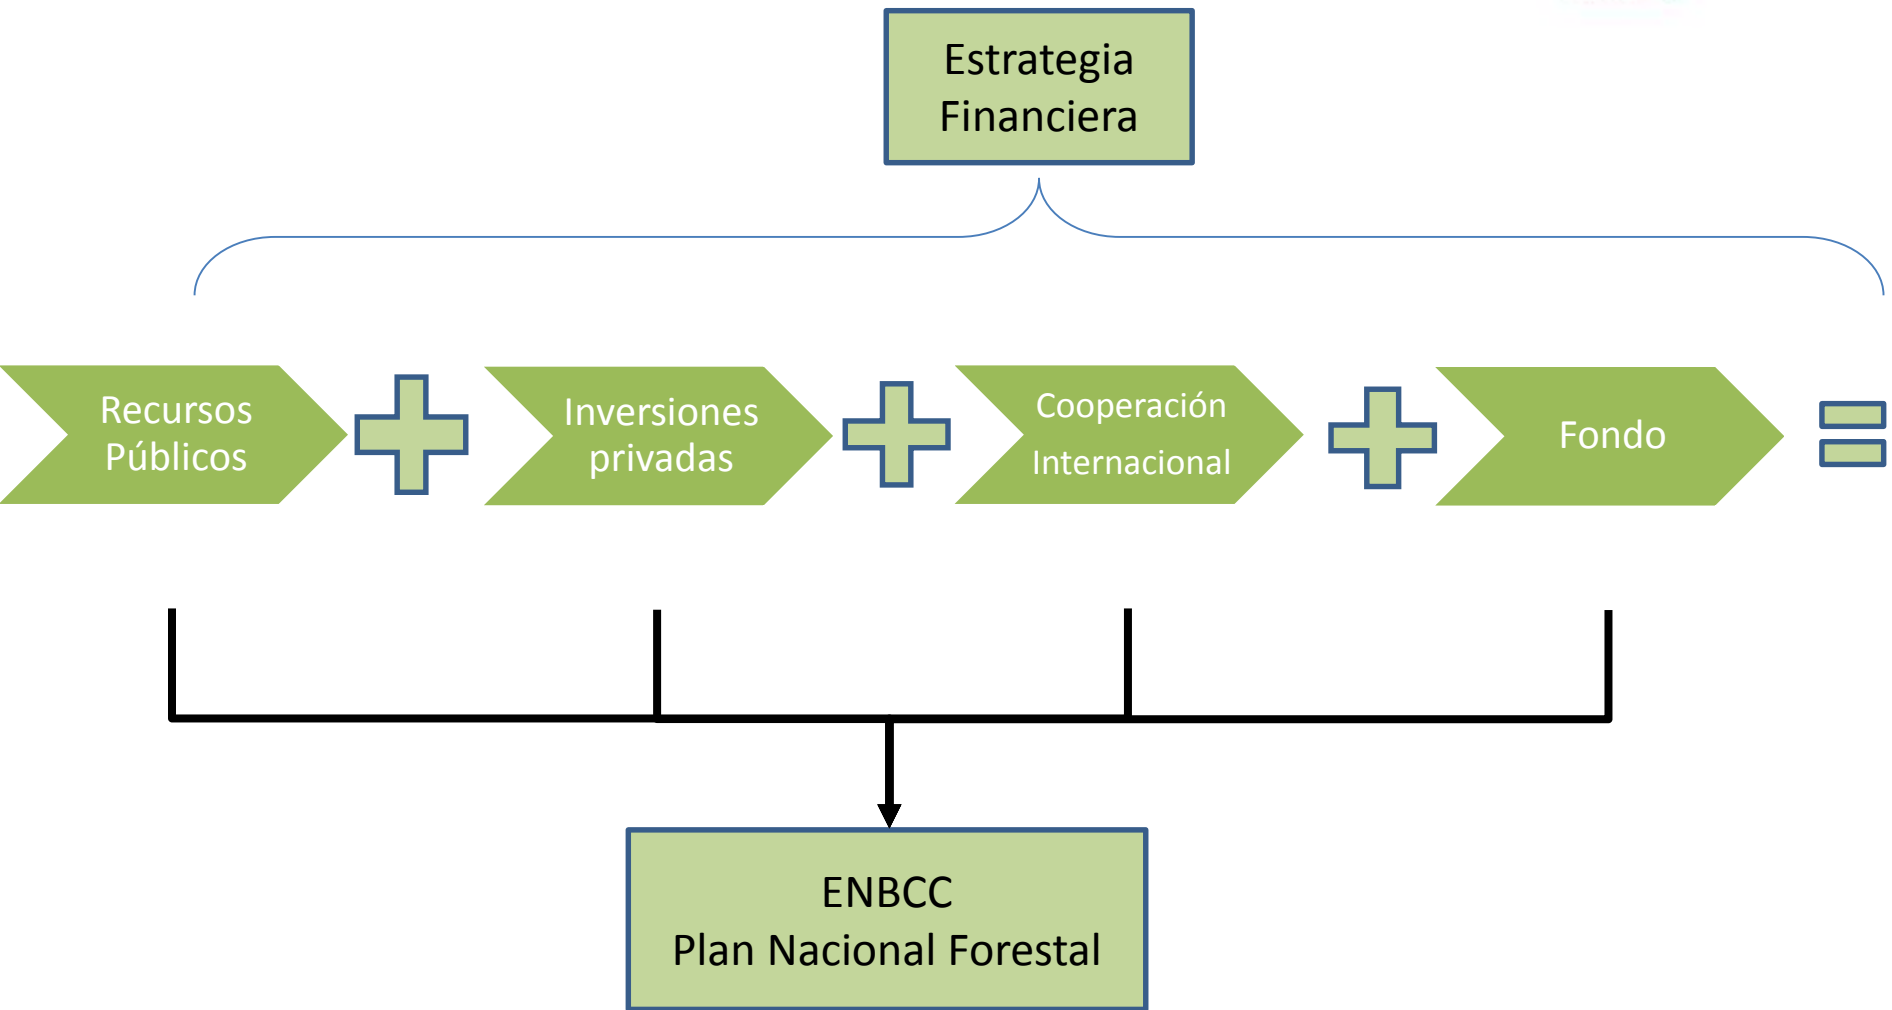 Estrategia
Financiera
Recursos
Públicos
Inversiones
privadas
Cooperación
Internacional
Fondo
ENBCC
Plan Nacional Forestal